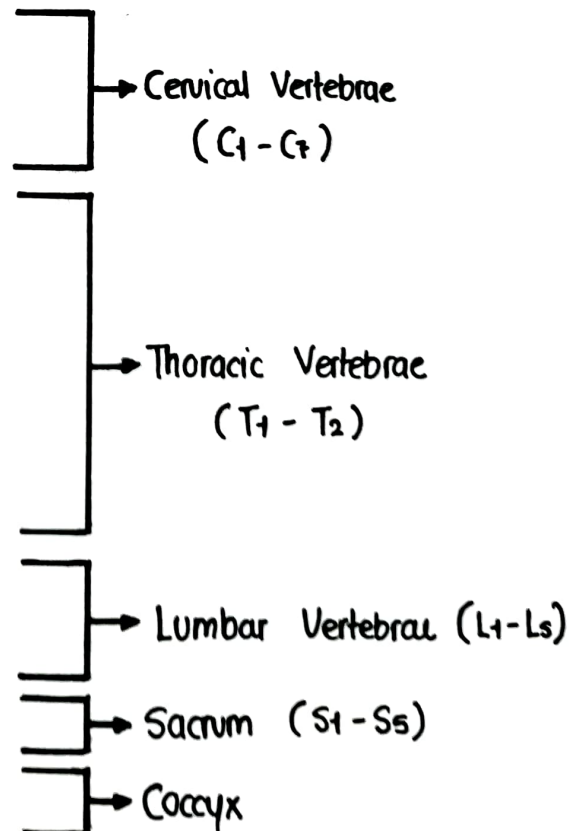 Cervical Vertebrae
(C1 - C7)
Thoracic Vertebrae
(T1 - T2)
Lumbar Vertebrae (L1-L5)
Sacrum (S1 - S5)
Coccyx